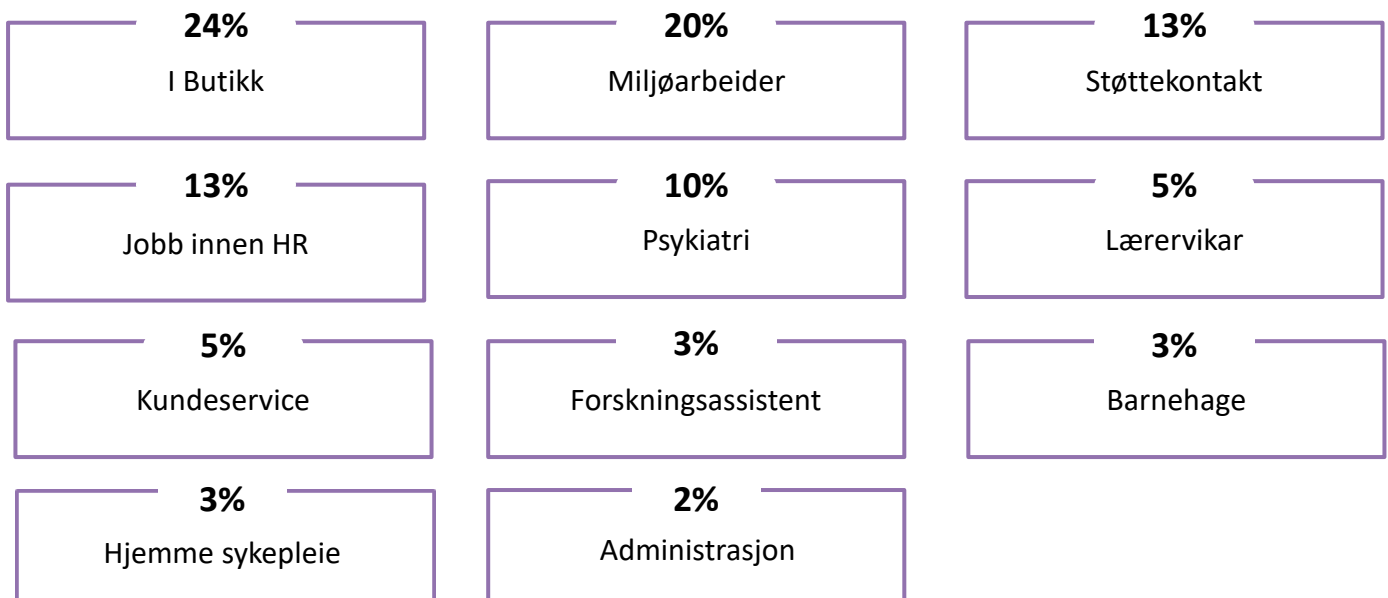 24%
I Butikk
20%
Miljøarbeider
13%
Støttekontakt
13%
Jobb innen HR
10%
Psykiatri
5%
Lærervikar
5%
Kundeservice
3%
Forskningsassistent
3%
Barnehage
3%
Hjemme sykepleie
2%
Administrasjon